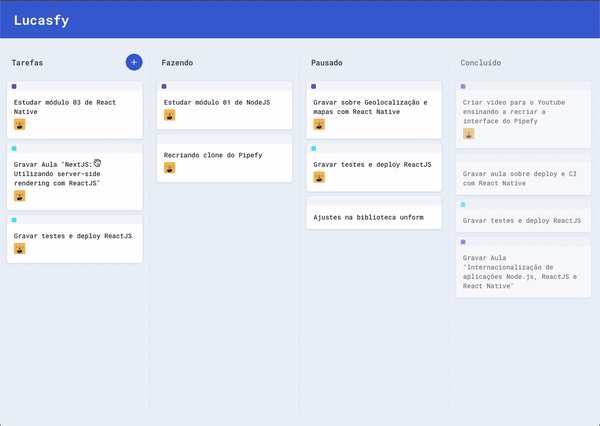 Lucasfy
Tarefas
+
Estudar módulo 03 de React
Native
Gravar Aula "NextJS:
Utilizando server-side
rendering com ReactJS"
Gravar testes e deploy ReactJS
Fazendo
Estudar módulo 01 de NodeJS
Recriando clone do Pipefy
Pausado
Gravar sobre Geolocalização e
mapas com React Native
Gravar testes e deploy ReactJS
Ajustes na biblioteca unform
Concluído
Criar vídeo para o Youtube
ensinando a recriar a
interface do Pipefy
Gravar aula sobre deploy e CI
com React Native
Gravar testes e deploy ReactJS
Gravar Aula
"Internacionalização de
aplicações Node.js, ReactJS e
React Native"